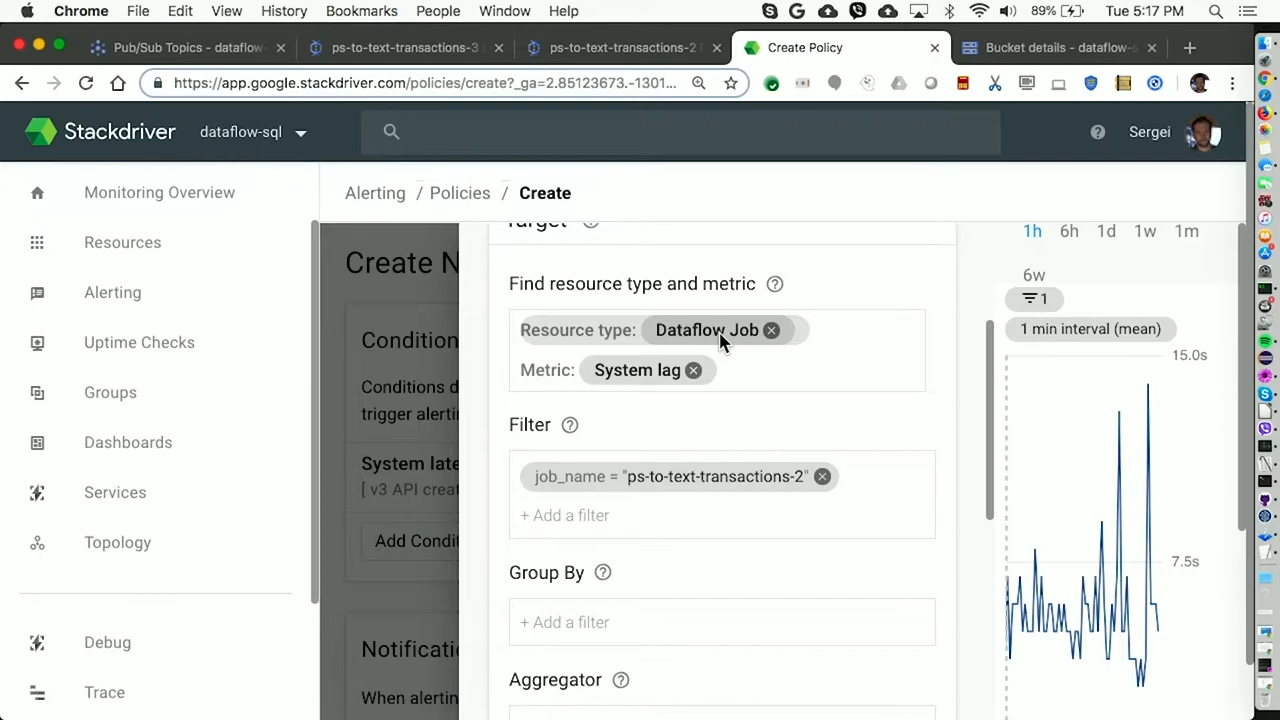 Chrome File Edit View History Bookmarks People Window Help 89% Tue 5:17 PM
Pub/Sub Topics - dataflow- ps-to-text-transactions-3 ps-to-text-transactions-2 Create Policy Bucket details - dataflow-
https://app.google.stackdriver.com/policies/create?_ga=2.85123673.-1301...
Stackdriver dataflow-sql Sergei
Monitoring Overview
Resources
Alerting
Uptime Checks
Groups
Dashboards
Services
Topology
Debug
Trace
Alerting / Policies / Create
Create N
Conditio
Conditions d
trigger alerti
System late
[ v3 API creat
Add Condit
Notificati
When alertin
Target
Find resource type and metric
Resource type: Dataflow Job
Metric: System lag
Filter
job_name = "ps-to-text-transactions-2"
+ Add a filter
Group By
+ Add a filter
Aggregator
1h 6h 1d 1w 1m
6w
1
1 min interval (mean)
15.0s
7.5s